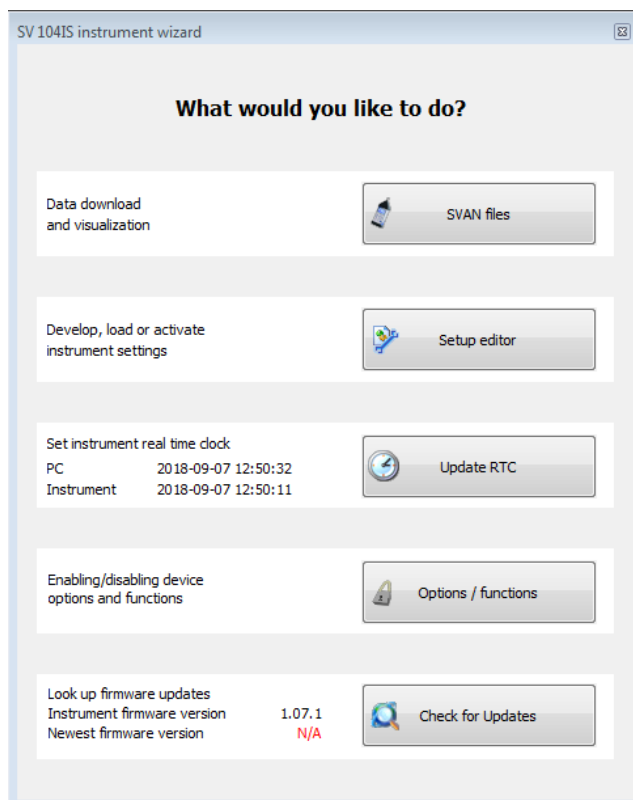 SV 104IS instrument wizard
What would you like to do?
Data download
and visualization
SVAN files
Develop, load or activate
instrument settings
Setup editor
Set instrument real time clock
PC 2018-09-07 12:50:32
Instrument 2018-09-07 12:50:11
Update RTC
Enabling/disabling device
options and functions
Options / functions
Look up firmware updates
Instrument firmware version 1.07.1
Newest firmware version N/A
Check for Updates